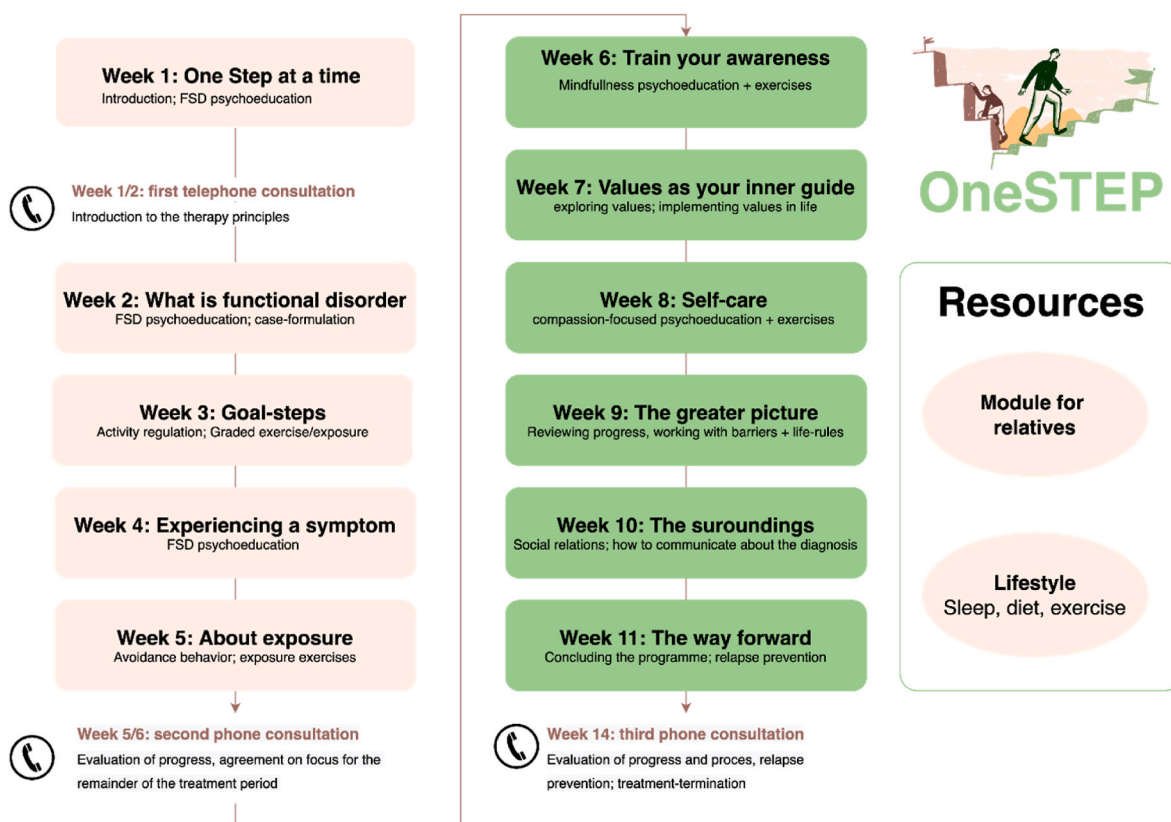 Week 1: One Step at a time
Introduction; FSD psychoeducation
Week 1/2: first telephone consultation
Introduction to the therapy principles
Week 2: What is functional disorder
FSD psychoeducation; case-formulation
Week 3: Goal-steps
Activity regulation; Graded exercise/exposure
Week 4: Experiencing a symptom
FSD psychoeducation
Week 5: About exposure
Avoidance behavior; exposure exercises
Week 5/6: second phone consultation
Evaluation of progress, agreement on focus for the
remainder of the treatment period
Week 6: Train your awareness
Mindfullness psychoeducation + exercises
Week 7: Values as your inner guide
exploring values; implementing values in life
Week 8: Self-care
compassion-focused psychoeducation + exercises
Week 9: The greater picture
Reviewing progress, working with barriers + life-rules
Week 10: The suroundings
Social relations; how to communicate about the diagnosis
Week 11: The way forward
Concluding the programme; relapse prevention
Week 14: third phone consultation
Evaluation of progress and proces, relapse
prevention; treatment-termination
OneSTEP
Resources
Module for
relatives
Lifestyle
Sleep, diet, exercise